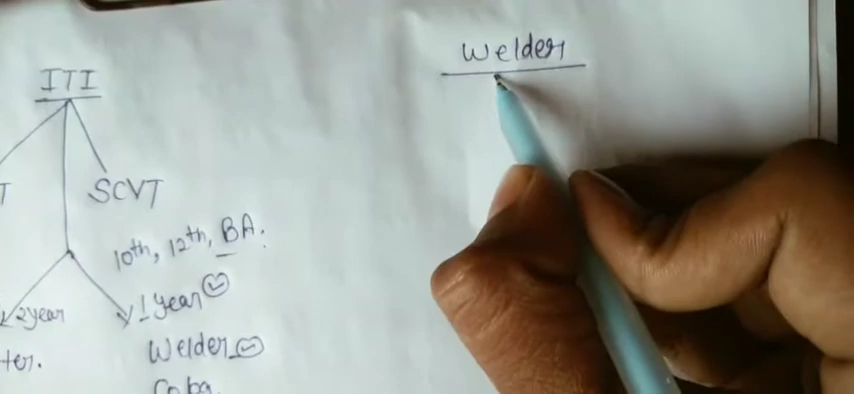 Welder
ITI
SCVT
10th, 12th, BA.
2year
1 year
Welder